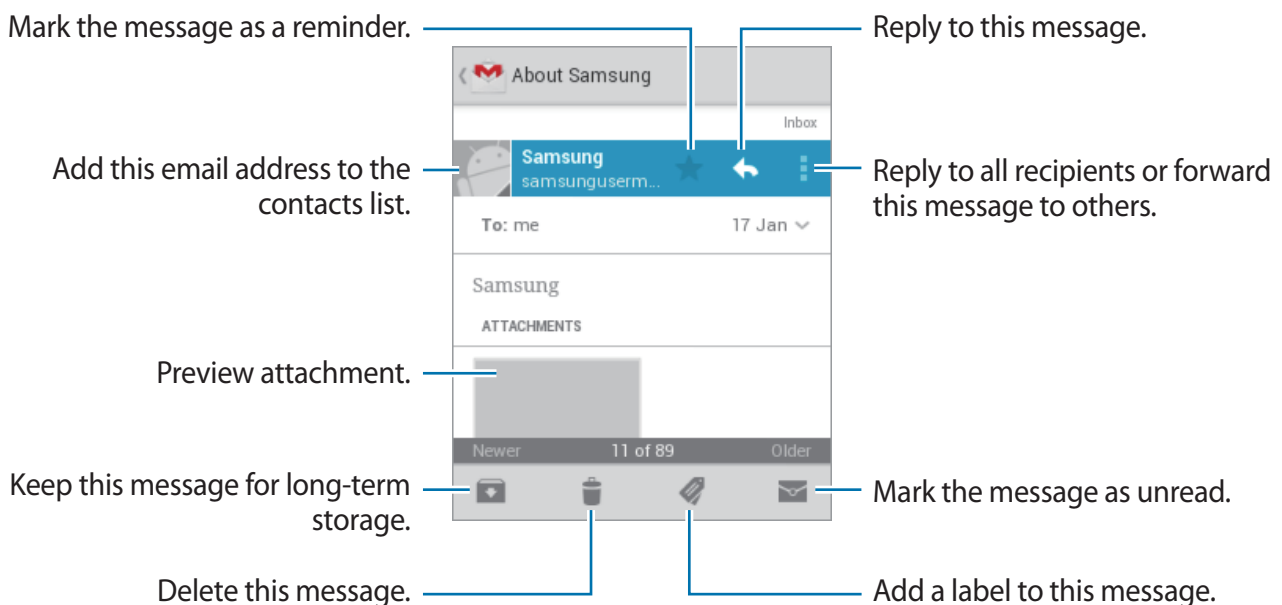 Mark the message as a reminder.
Reply to this message.
About Samsung
Inbox
Add this email address to the
contacts list.
Samsung
samsunguserm...
Reply to all recipients or forward
this message to others.
To: me
17 Jan
Samsung
ATTACHMENTS
Preview attachment.
Newer
11 of 89
Older
Keep this message for long-term
storage.
Mark the message as unread.
Delete this message.
Add a label to this message.